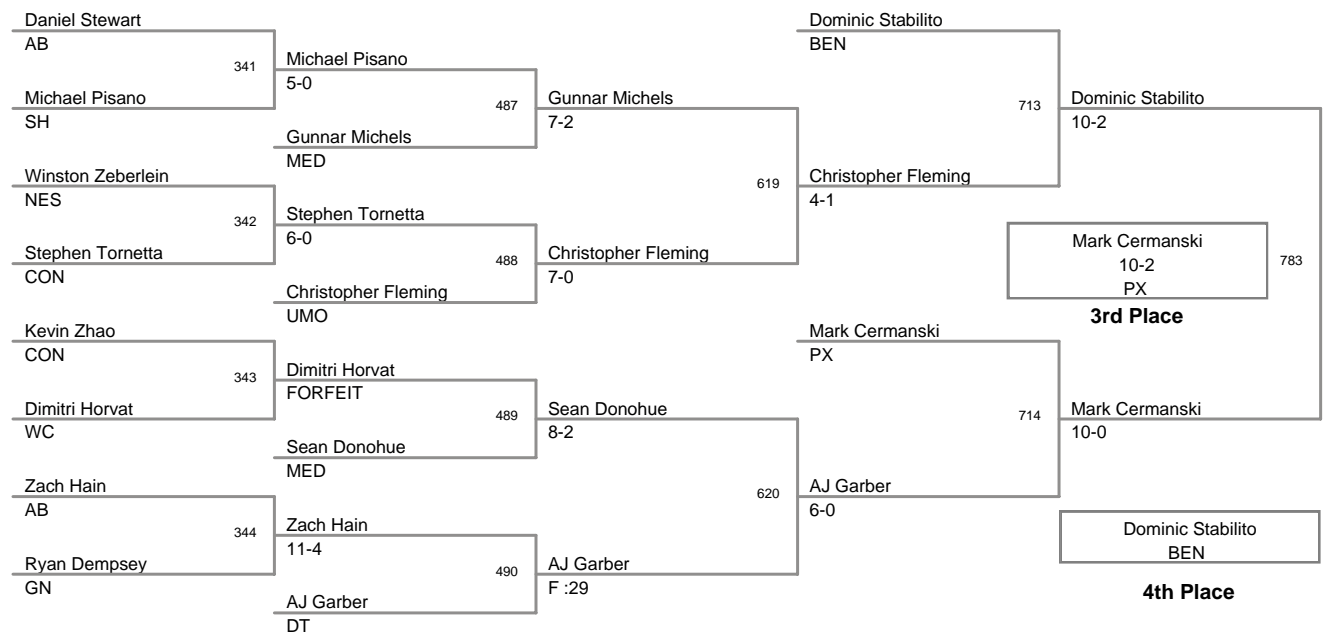 Daniel Stewart
AB
341
Michael Pisano
5-0
Michael Pisano
SH
487
Gunnar Michels
7-2
Gunnar Michels
MED
Winston Zeberlein
NES
342
Stephen Tornetta
6-0
Stephen Tornetta
CON
488
Christopher Fleming
7-0
Christopher Fleming
UMO
619
Christopher Fleming
4-1
Dominic Stabilito
BEN
713
Dominic Stabilito
10-2
Kevin Zhao
CON
343
Dimitri Horvat
FORFEIT
Dimitri Horvat
WC
489
Sean Donohue
8-2
Sean Donohue
MED
Zach Hain
AB
344
Zach Hain
11-4
Ryan Dempsey
GN
490
AJ Garber
F :29
AJ Garber
DT
620
AJ Garber
6-0
Mark Cermanski
PX
714
Mark Cermanski
10-0
Mark Cermanski
10-2
PX
783
3rd Place
Dominic Stabilito
BEN
4th Place